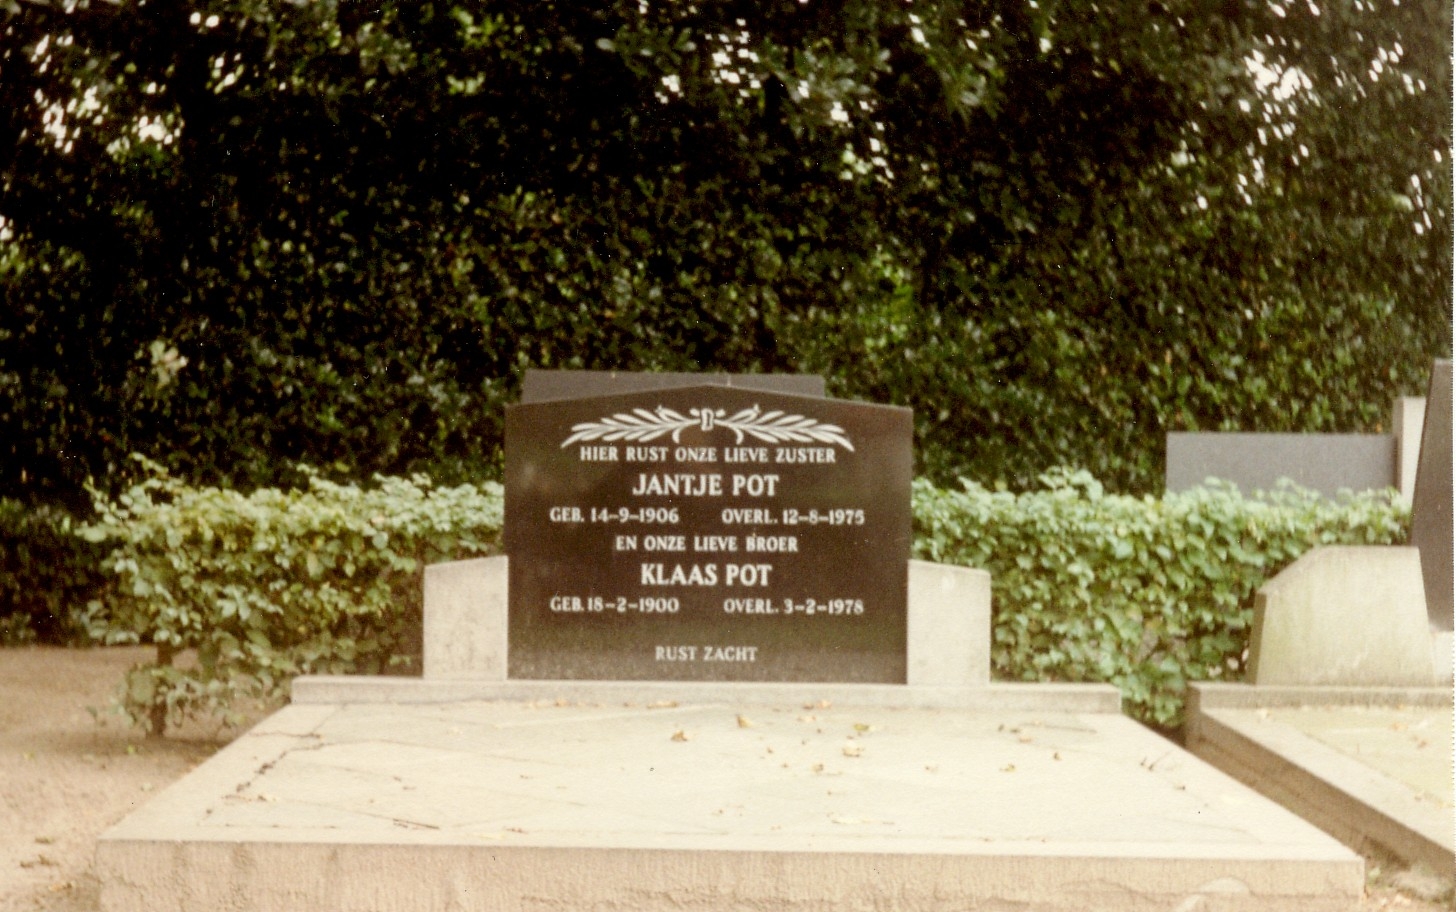 HIER RUST ONZE LIEVE ZUSTER
JANTJE POT
GEB. 14-9-1906 OVERL. 12-8-1975
EN ONZE LIEVE BROER
KLAAS POT
GEB. 18-2-1900 OVERL. 3-2-1978
RUST ZACHT